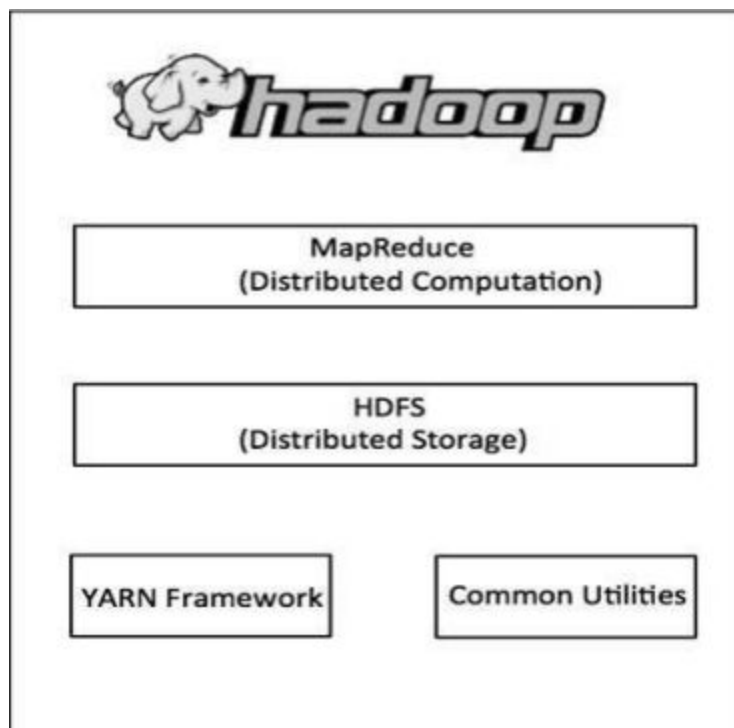 hadoop
MapReduce
(Distributed Computation)
HDFS
(Distributed Storage)
YARN Framework
Common Utilities